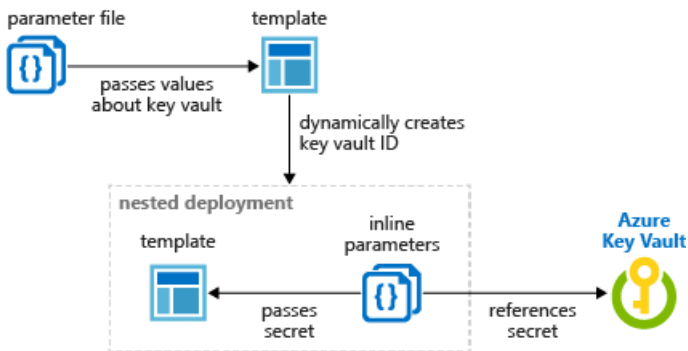 parameter file
template
{}
passes values
about key vault
dynamically creates
key vault ID
nested deployment
template
inline
parameters
Azure
Key Vault
{}
passes
secret
references
secret